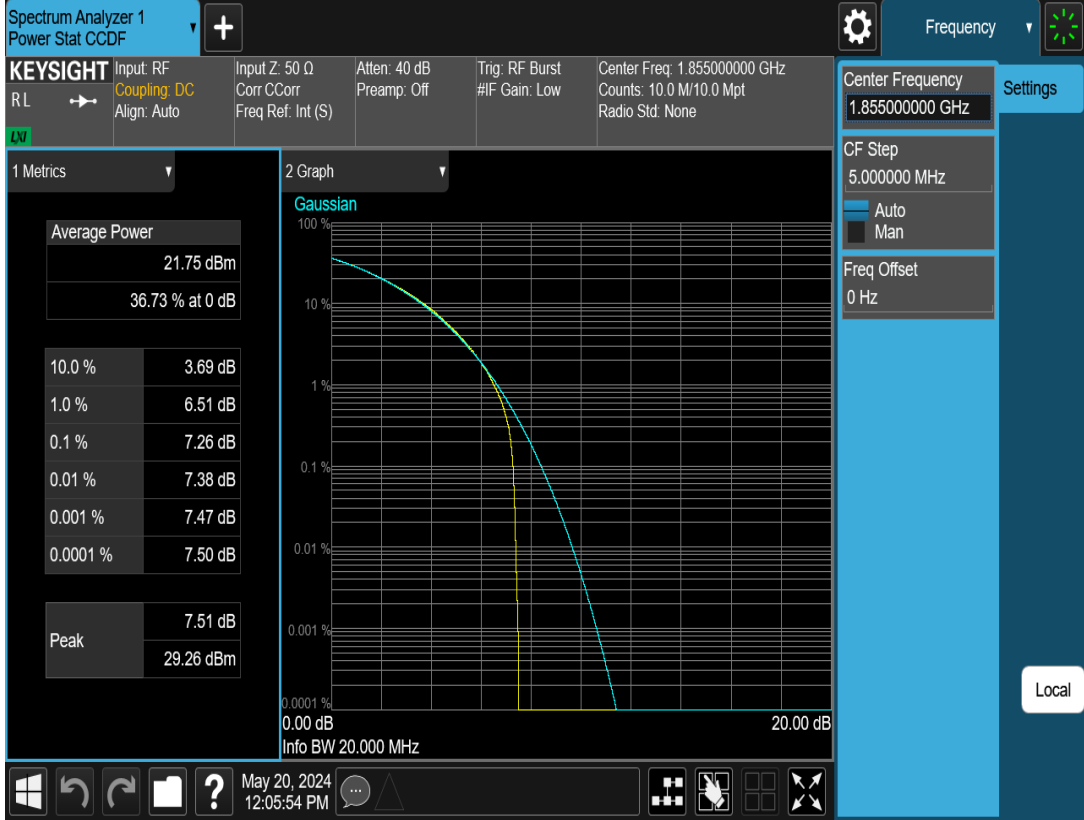 Spectrum Analyzer 1
Power Stat CCDF
Frequency
KEYSIGHT
R L
LXI
Input: RF
Coupling: DC
Align: Auto
Input Z: 50 Ω
Corr CCorr
Freq Ref: Int (S)
Atten: 40 dB
Preamp: Off
Trig: RF Burst
#IF Gain: Low
Center Freq: 1.855000000 GHz
Counts: 10.0 M/10.0 Mpt
Radio Std: None
Center Frequency
1.855000000 GHz
Settings
CF Step
5.000000 MHz
Auto
Man
Freq Offset
0 Hz
Local
1 Metrics
Average Power
21.75 dBm
36.73 % at 0 dB
10.0 % 3.69 dB
1.0 % 6.51 dB
0.1 % 7.26 dB
0.01 % 7.38 dB
0.001 % 7.47 dB
0.0001 % 7.50 dB
Peak 7.51 dB
29.26 dBm
2 Graph
Gaussian
100 %
10 %
1 %
0.1 %
0.01 %
0.001 %
0.0001 %
0.00 dB 20.00 dB
Info BW 20.000 MHz
?
May 20, 2024
12:05:54 PM